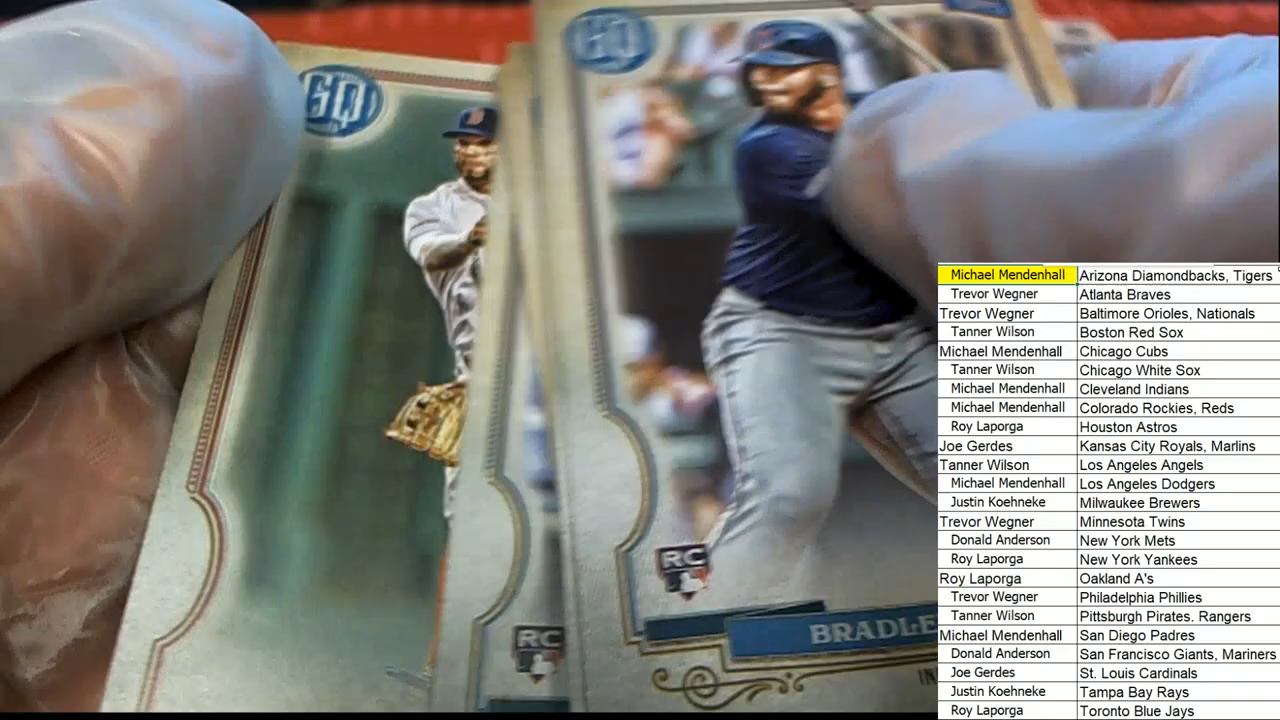 GQ
GQ
B
RC
RC
BRADLE
IN
Michael Mendenhall Arizona Diamondbacks, Tigers
Trevor Wegner Atlanta Braves
Trevor Wegner Baltimore Orioles, Nationals
Tanner Wilson Boston Red Sox
Michael Mendenhall Chicago Cubs
Tanner Wilson Chicago White Sox
Michael Mendenhall Cleveland Indians
Michael Mendenhall Colorado Rockies, Reds
Roy Laporga Houston Astros
Joe Gerdes Kansas City Royals, Marlins
Tanner Wilson Los Angeles Angels
Michael Mendenhall Los Angeles Dodgers
Justin Koehneke Milwaukee Brewers
Trevor Wegner Minnesota Twins
Donald Anderson New York Mets
Roy Laporga New York Yankees
Roy Laporga Oakland A's
Trevor Wegner Philadelphia Phillies
Tanner Wilson Pittsburgh Pirates. Rangers
Michael Mendenhall San Diego Padres
Donald Anderson San Francisco Giants, Mariners
Joe Gerdes St. Louis Cardinals
Justin Koehneke Tampa Bay Rays
Roy Laporga Toronto Blue Jays